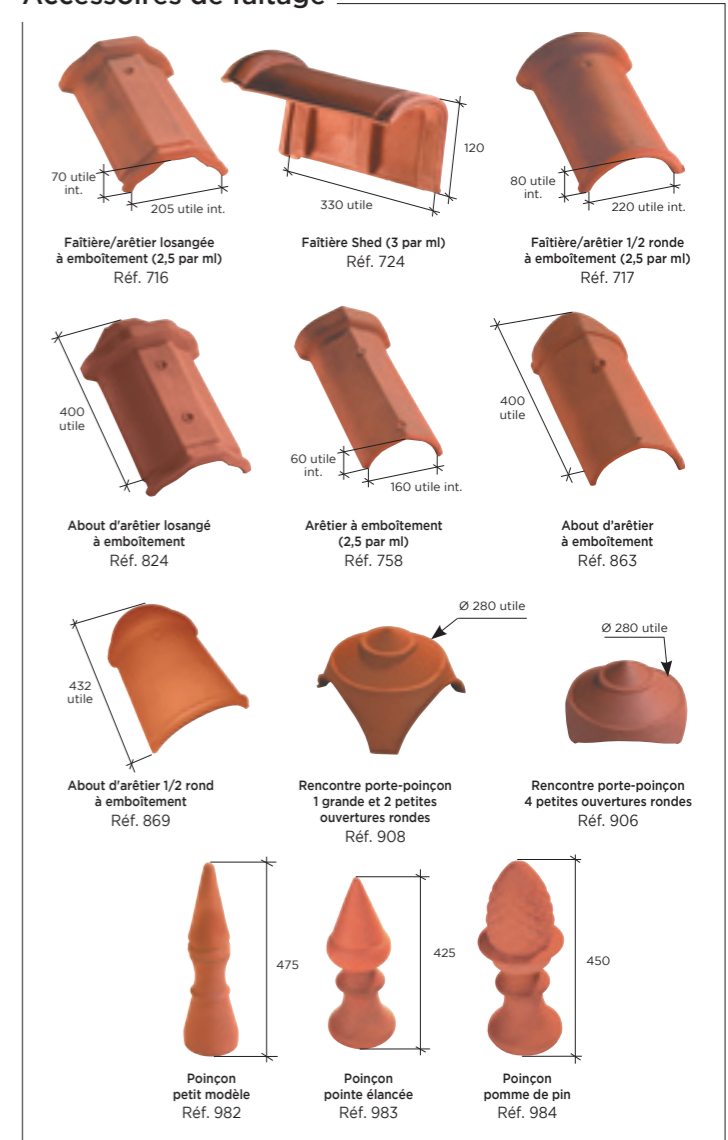 Accessoires de faîtage
70 utile
int.
205 utile int.
Faîtière/arêtier losangée
à emboîtement (2,5 par ml)
Réf. 716
120
330 utile
Faîtière Shed (3 par ml)
Réf. 724
80 utile
int.
220 utile int.
Faîtière/arêtier 1/2 ronde
à emboîtement (2,5 par ml)
Réf. 717
400
utile
About d'arêtier losangé
à emboîtement
Réf. 824
60 utile
int.
160 utile int.
Arêtier à emboîtement
(2,5 par ml)
Réf. 758
400
utile
About d'arêtier
à emboîtement
Réf. 863
432
utile
About d'arêtier 1/2 rond
à emboîtement
Réf. 869
Ø 280 utile
Rencontre porte-poinçon
1 grande et 2 petites
ouvertures rondes
Réf. 908
Ø 280 utile
Rencontre porte-poinçon
4 petites ouvertures rondes
Réf. 906
475
Poinçon
petit modèle
Réf. 982
425
Poinçon
pointe élancée
Réf. 983
450
Poinçon
pomme de pin
Réf. 984